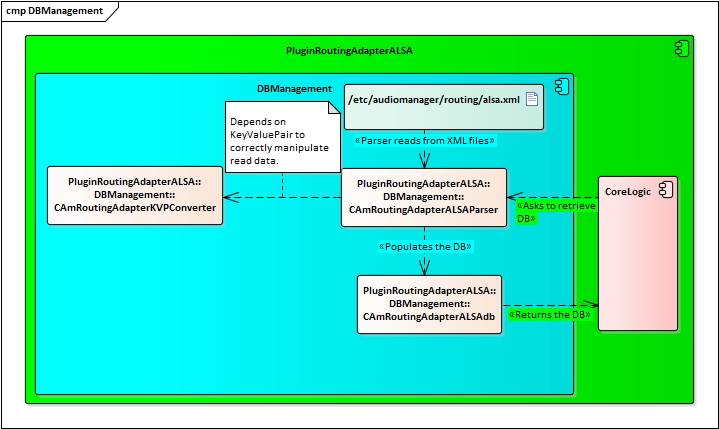 cmp DBManagement
PluginRoutingAdapterALSA
DBManagement
/etc/audiomanager/routing/alsa.xml
Depends on
KeyValuePair to
correctly manipulate
read data.
«Parser reads from XML files»
PluginRoutingAdapterALSA::
DBManagement::
CAmRoutingAdapterKVPConverter
PluginRoutingAdapterALSA::
DBManagement::
CAmRoutingAdapterALSAParser
CoreLogic
«Asks to retrieve
DB»
«Populates the DB»
PluginRoutingAdapterALSA::
DBManagement::
CAmRoutingAdapterALSAdb
«Returns the DB»